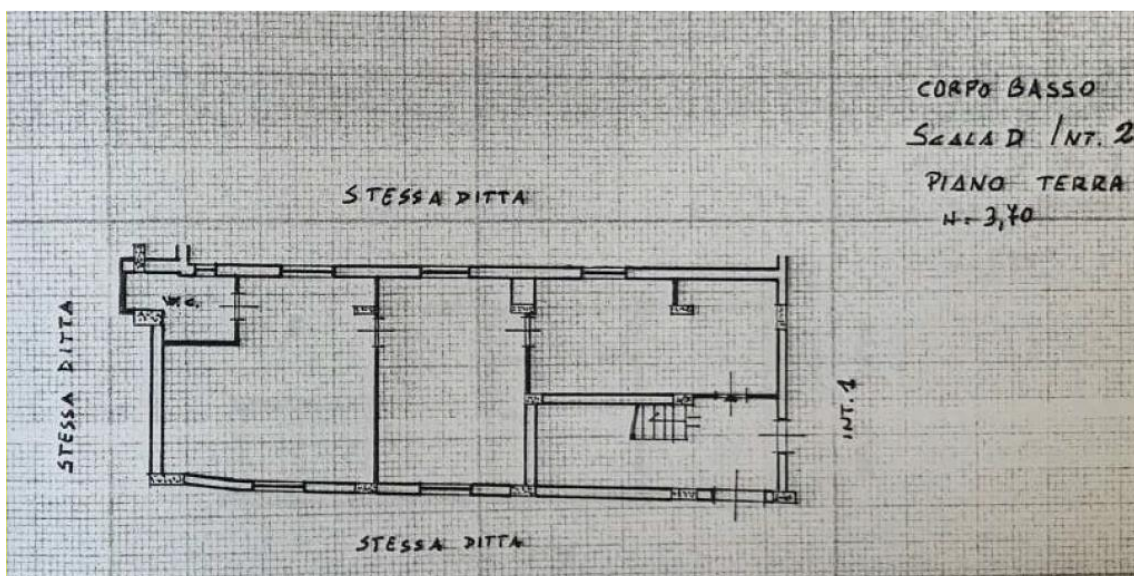 CORPO BASSO
SCALA D INT. 2
PIANO TERRA
H. 3,70
STESSA DITTA
W.C.
STESSA DITTA
INT. 1
STESSA DITTA